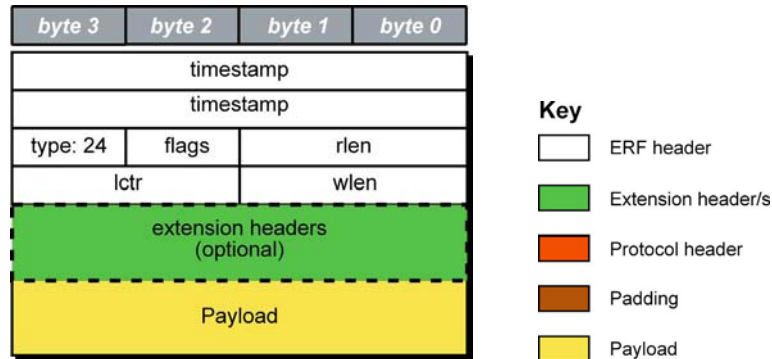 byte 3 byte 2 byte 1 byte 0
timestamp
timestamp
type: 24 flags rlen
lctr wlen
extension headers
(optional)
Payload
Key
ERF header
Extension header/s
Protocol header
Padding
Payload